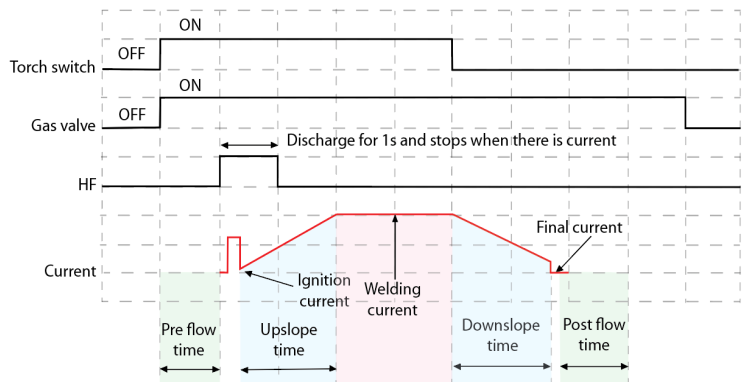 ON
OFF
Torch switch
ON
OFF
Gas valve
Discharge for 1s and stops when there is current
HF
Final current
Current
Ignition
current
Welding
current
Pre flow
time
Upslope
time
Downslope
time
Post flow
time